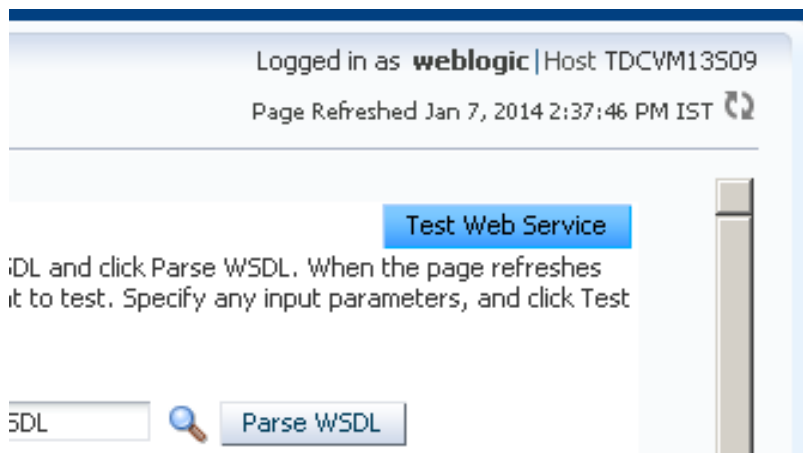 Logged in as weblogic|Host TDCVM13S09
Page Refreshed Jan 7, 2014 2:37:46 PM IST
Test Web Service
SDL and click Parse WSDL. When the page refreshes
to test. Specify any input parameters, and click Test
SDL Parse WSDL